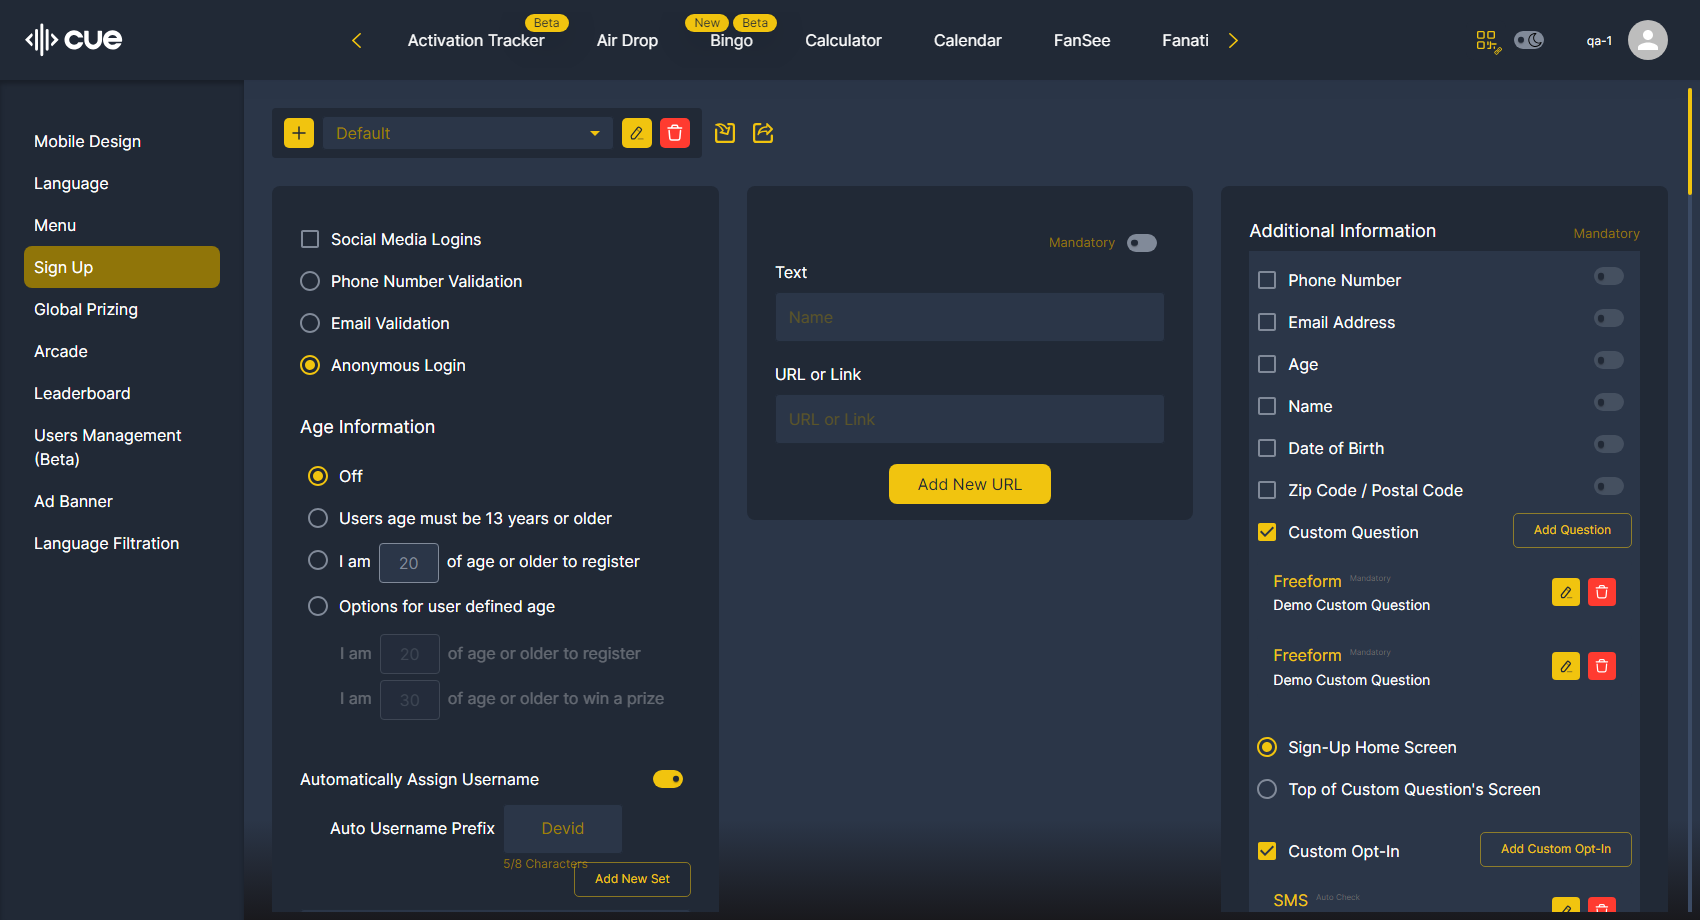 cue
Activation Tracker
Beta
Air Drop
New
Beta
Bingo
Calculator
Calendar
FanSee
Fanati
qa-1
Mobile Design
Language
Menu
Sign Up
Global Prizing
Arcade
Leaderboard
Users Management
(Beta)
Ad Banner
Language Filtration
Default
Social Media Logins
Phone Number Validation
Email Validation
Anonymous Login
Age Information
Off
Users age must be 13 years or older
I am 20 of age or older to register
Options for user defined age
I am 20 of age or older to register
I am 30 of age or older to win a prize
Automatically Assign Username
Auto Username Prefix Devid
5/8 Characters
Add New Set
Mandatory
Text
Name
URL or Link
URL or Link
Add New URL
Additional Information Mandatory
Phone Number
Email Address
Age
Name
Date of Birth
Zip Code / Postal Code
Custom Question Add Question
Freeform Mandatory
Demo Custom Question
Freeform Mandatory
Demo Custom Question
Sign-Up Home Screen
Top of Custom Question's Screen
Custom Opt-In Add Custom Opt-In
SMS Auto Check